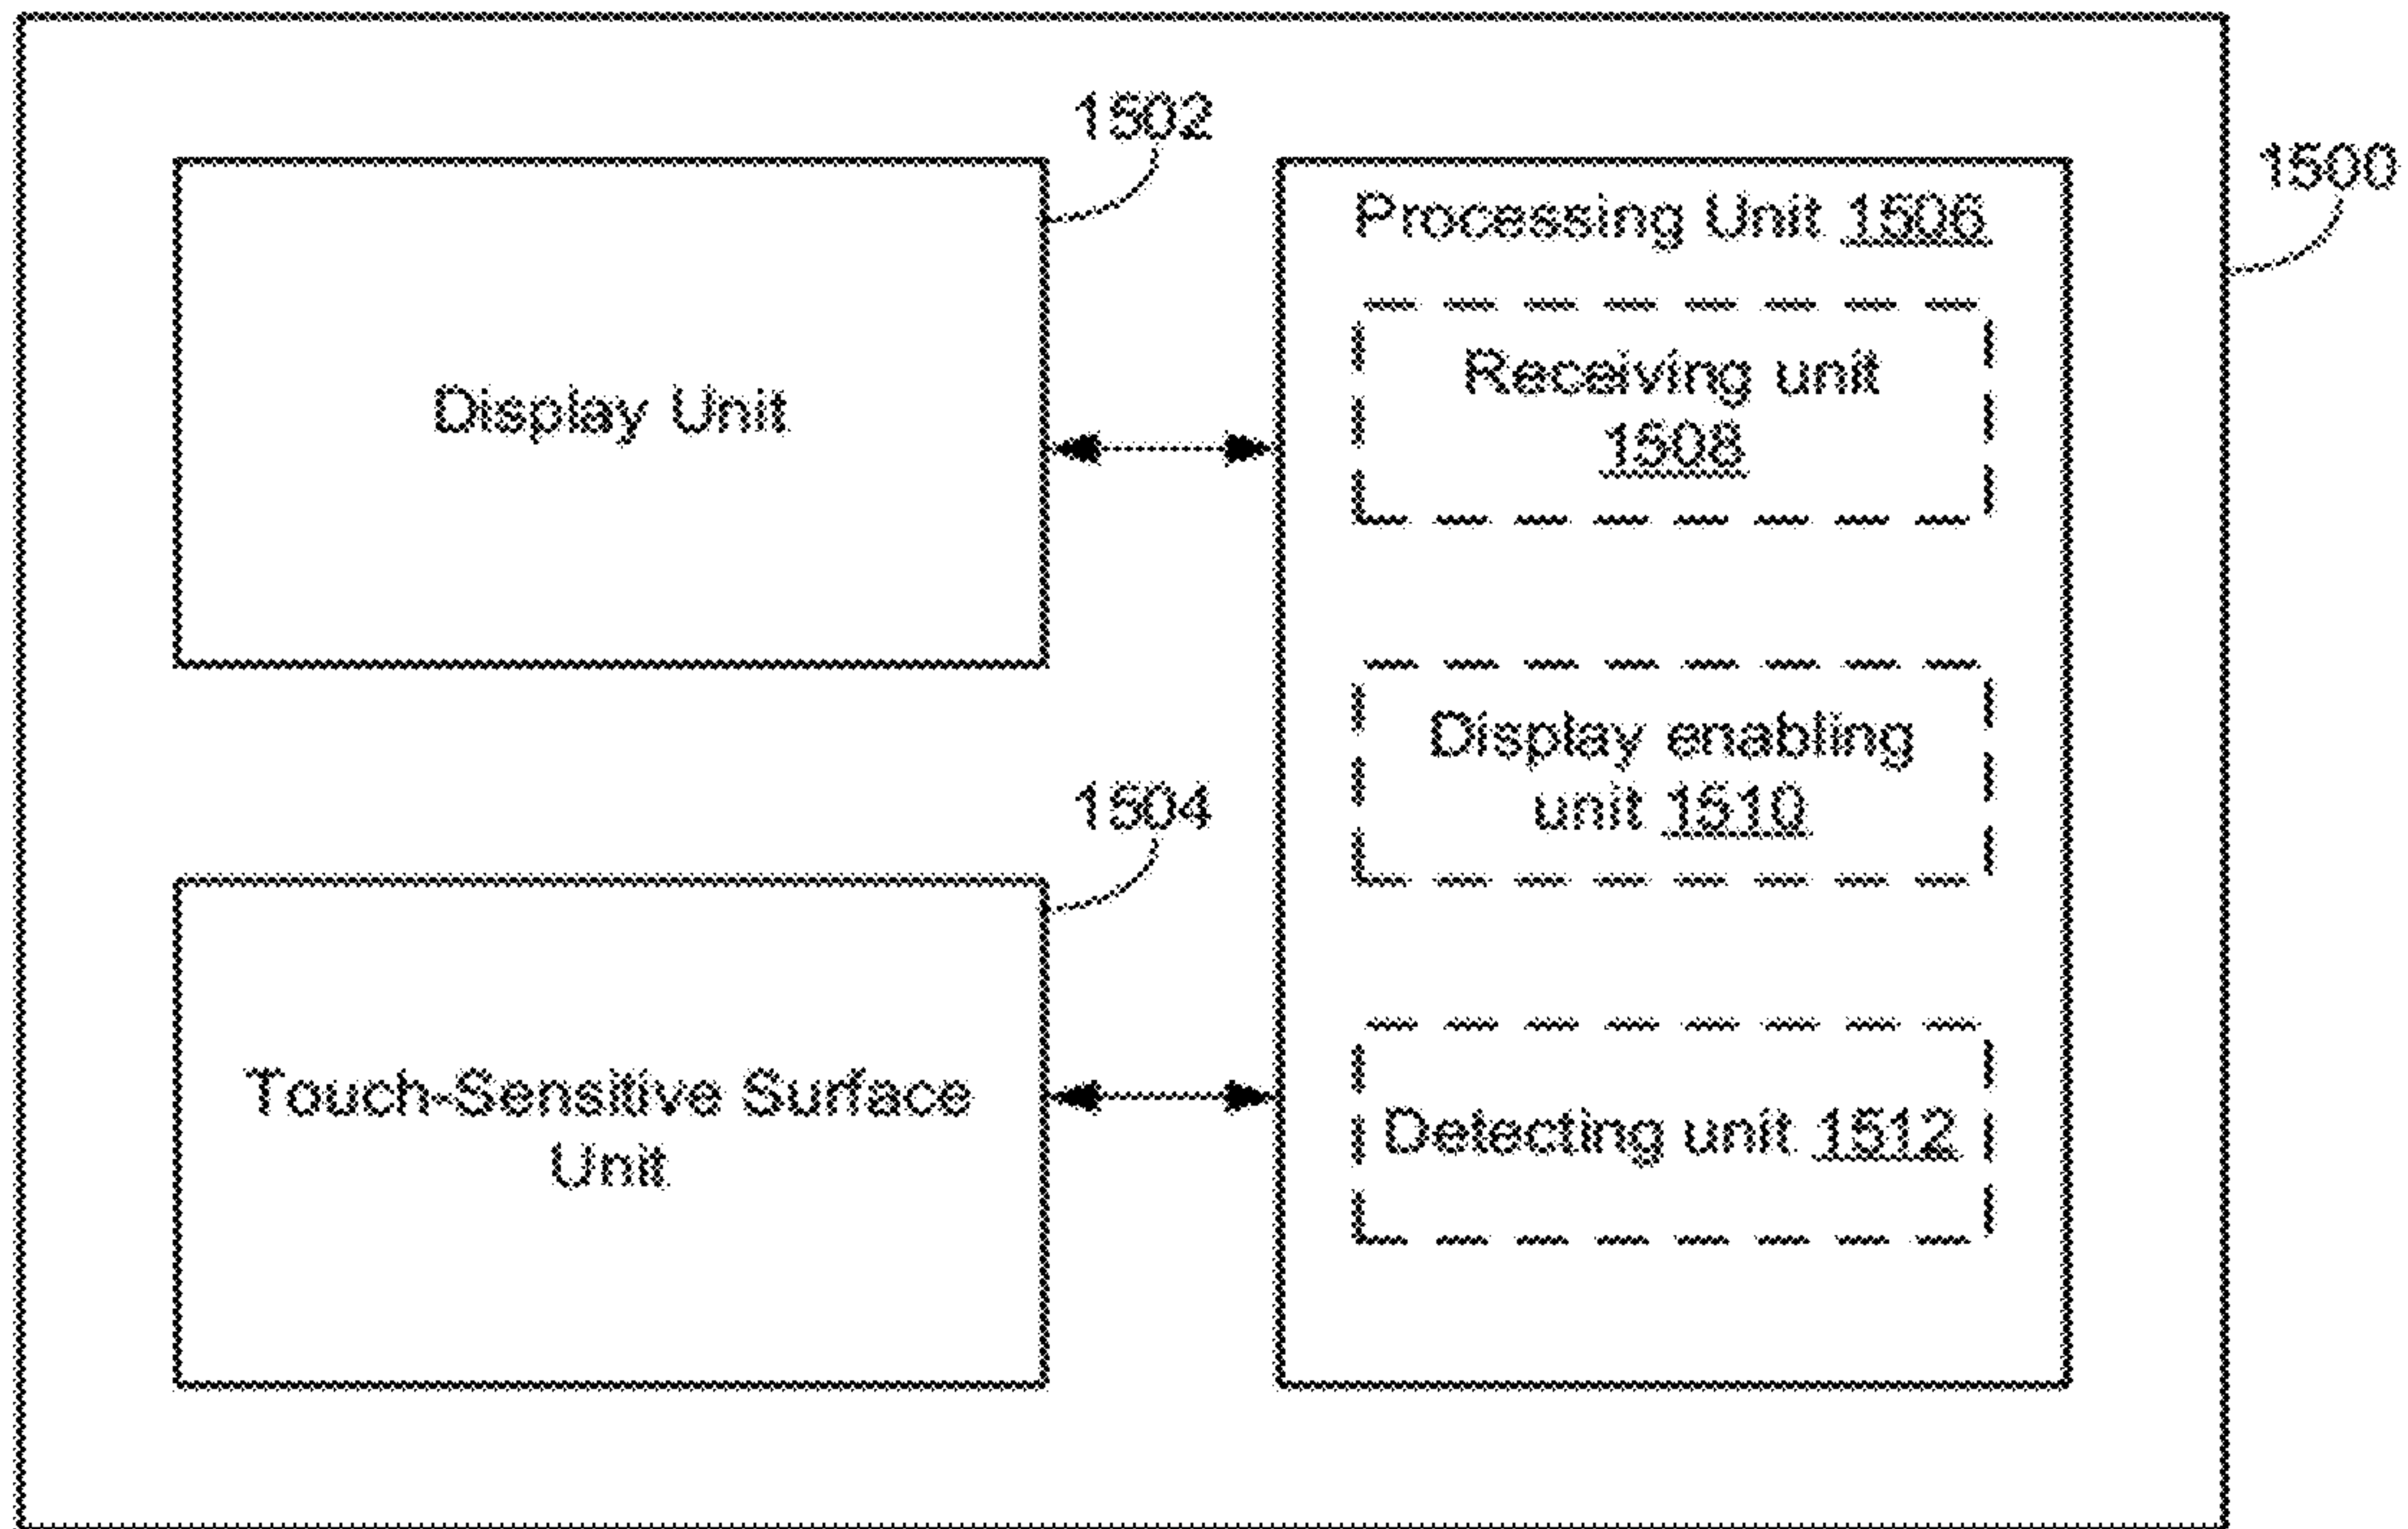 1502
1500
Display Unit
Processing Unit 1506
Receiving unit
1508
Display enabling
unit 1510
1504
Touch-Sensitive Surface
Unit
Detecting unit 1512